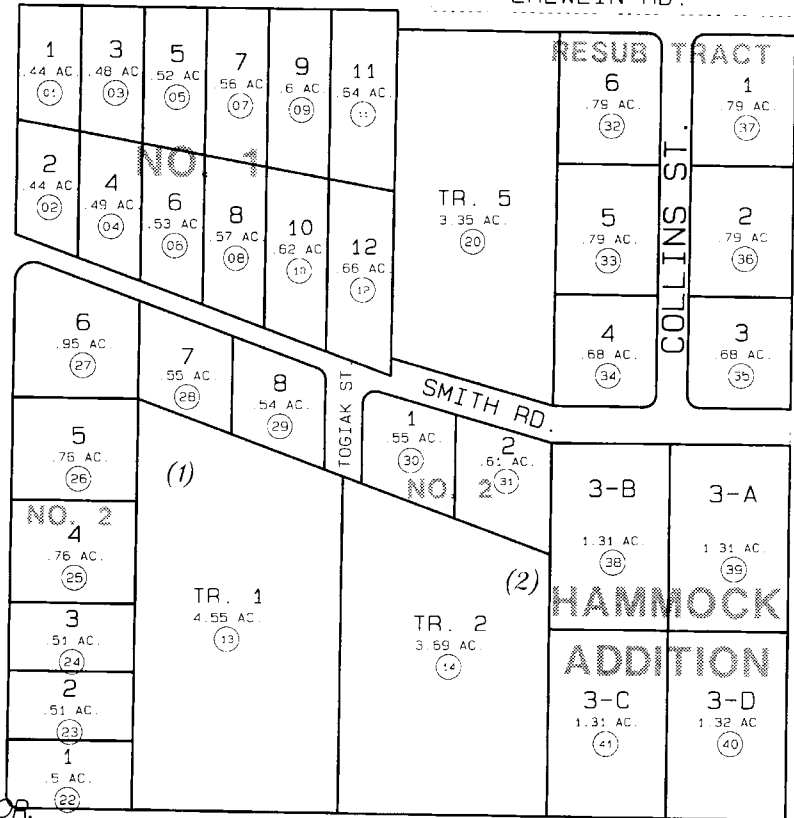 RD.
RESUB TRACT
1
.44 AC.
01
3
.48 AC.
03
5
.52 AC
05
7
.56 AC
07
9
.6 AC
09
11
.64 AC.
11
6
.79 AC.
32
1
.79 AC.
37
NO. 1
2
.44 AC
02
4
.49 AC
04
6
.53 AC
06
8
.57 AC
08
10
.62 AC
10
12
.66 AC
12
TR. 5
3.35 AC.
20
COLLINS ST.
5
.79 AC.
33
2
.79 AC
36
4
.68 AC.
34
3
.68 AC.
35
6
.95 AC.
27
7
.55 AC.
28
8
.54 AC.
29
TOGIAK ST
SMITH RD.
1
.55 AC.
30
2
.61 AC.
31
NO. 2
5
.76 AC.
26
(1)
NO. 2
4
.76 AC.
25
3
.51 AC.
24
2
.51 AC.
23
1
.5 AC.
22
TR. 1
4.55 AC.
13
TR. 2
3.69 AC.
14
(2)
3-B
1.31 AC.
38
3-A
1.31 AC.
39
HAMMOCK
ADDITION
3-C
1.31 AC.
41
3-D
1.32 AC
40